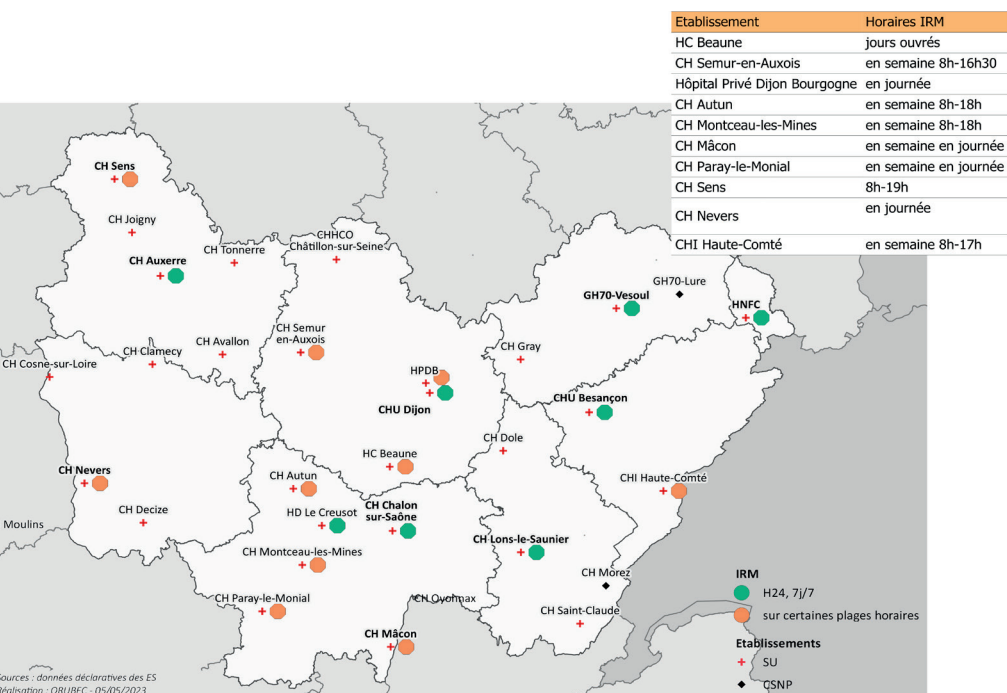 Etablissement Horaires IRM
HC Beaune jours ouvrés
CH Semur-en-Auxois en semaine 8h-16h30
Hôpital Privé Dijon Bourgogne en journée
CH Autun en semaine 8h-18h
CH Montceau-les-Mines en semaine 8h-18h
CH Mâcon en semaine en journée
CH Paray-le-Monial en semaine en journée
CH Sens 8h-19h
CH Nevers en journée
CHI Haute-Comté en semaine 8h-17h
CH Sens
CH Joigny
CH Auxerre
CH Tonnerre
CHHCO
Châtillon-sur-Seine
GH70-Lure
GH70-Vesoul
HNFC
CH Semur
en-Auxois
CH Avallon
CH Clamecy
CH Cosne-sur-Loire
CH Gray
HPDB
CHU Dijon
CHU Besançon
CH Dole
HC Beaune
CH Nevers
CH Autun
CHI Haute-Comté
CH Decize
Moulins
HD Le Creusot
CH Chalon
sur-Saône
CH Lons-le-Saunier
CH Montceau-les-Mines
CH Morez
CH Paray-le-Monial
CH Oyonnax
CH Saint-Claude
CH Mâcon
IRM
H24, 7j/7
sur certaines plages horaires
Etablissements
SU
CSNP
Sources : données déclaratives des ES
Réalisation : ORUBFC - 05/05/2023